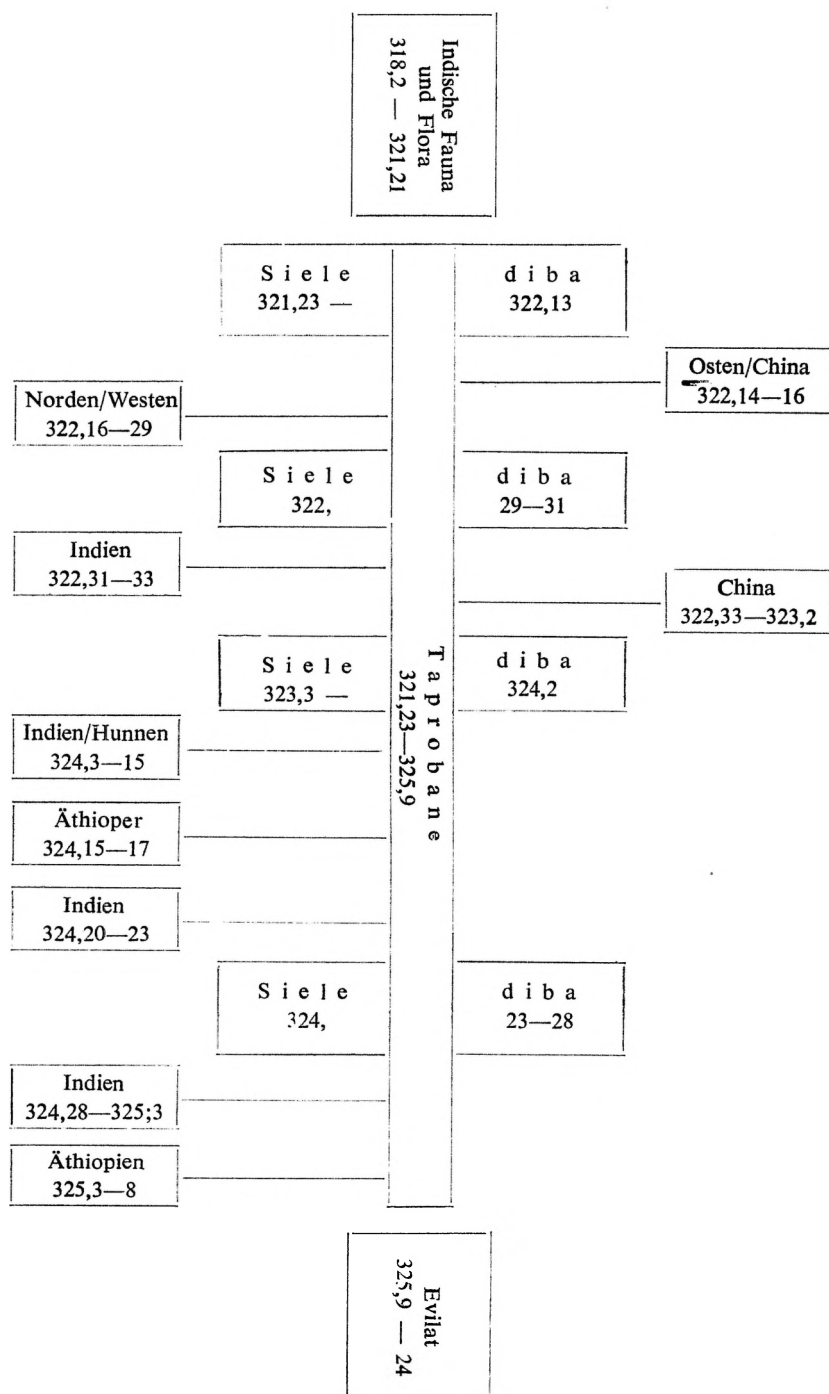 Indische Fauna
und Flora
318,2 — 321,21
S i e l e d i b a
321,23 — 322,13
Osten/China
322,14—16
Norden/Westen
322,16—29
S i e l e d i b a
322, 29—31
Indien
322,31—33
China
322,33—323,2
T a p r o b a n e
321,23—325,9
S i e l e d i b a
323,3 — 324,2
Indien/Hunnen
324,3—15
Äthioper
324,15—17
Indien
324,20—23
S i e l e d i b a
324, 23—28
Indien
324,28—325;3
Äthiopien
325,3—8
Evilat
325,9 — 24